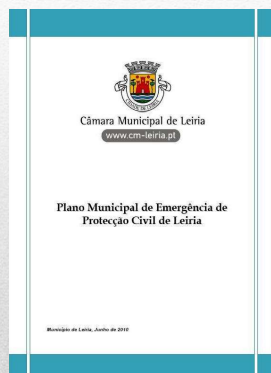 Câmara Municipal de Leiria
www.cm-leiria.pt
Plano Municipal de Emergência de
Protecção Civil de Leiria
Município de Leiria, Junho de 2010